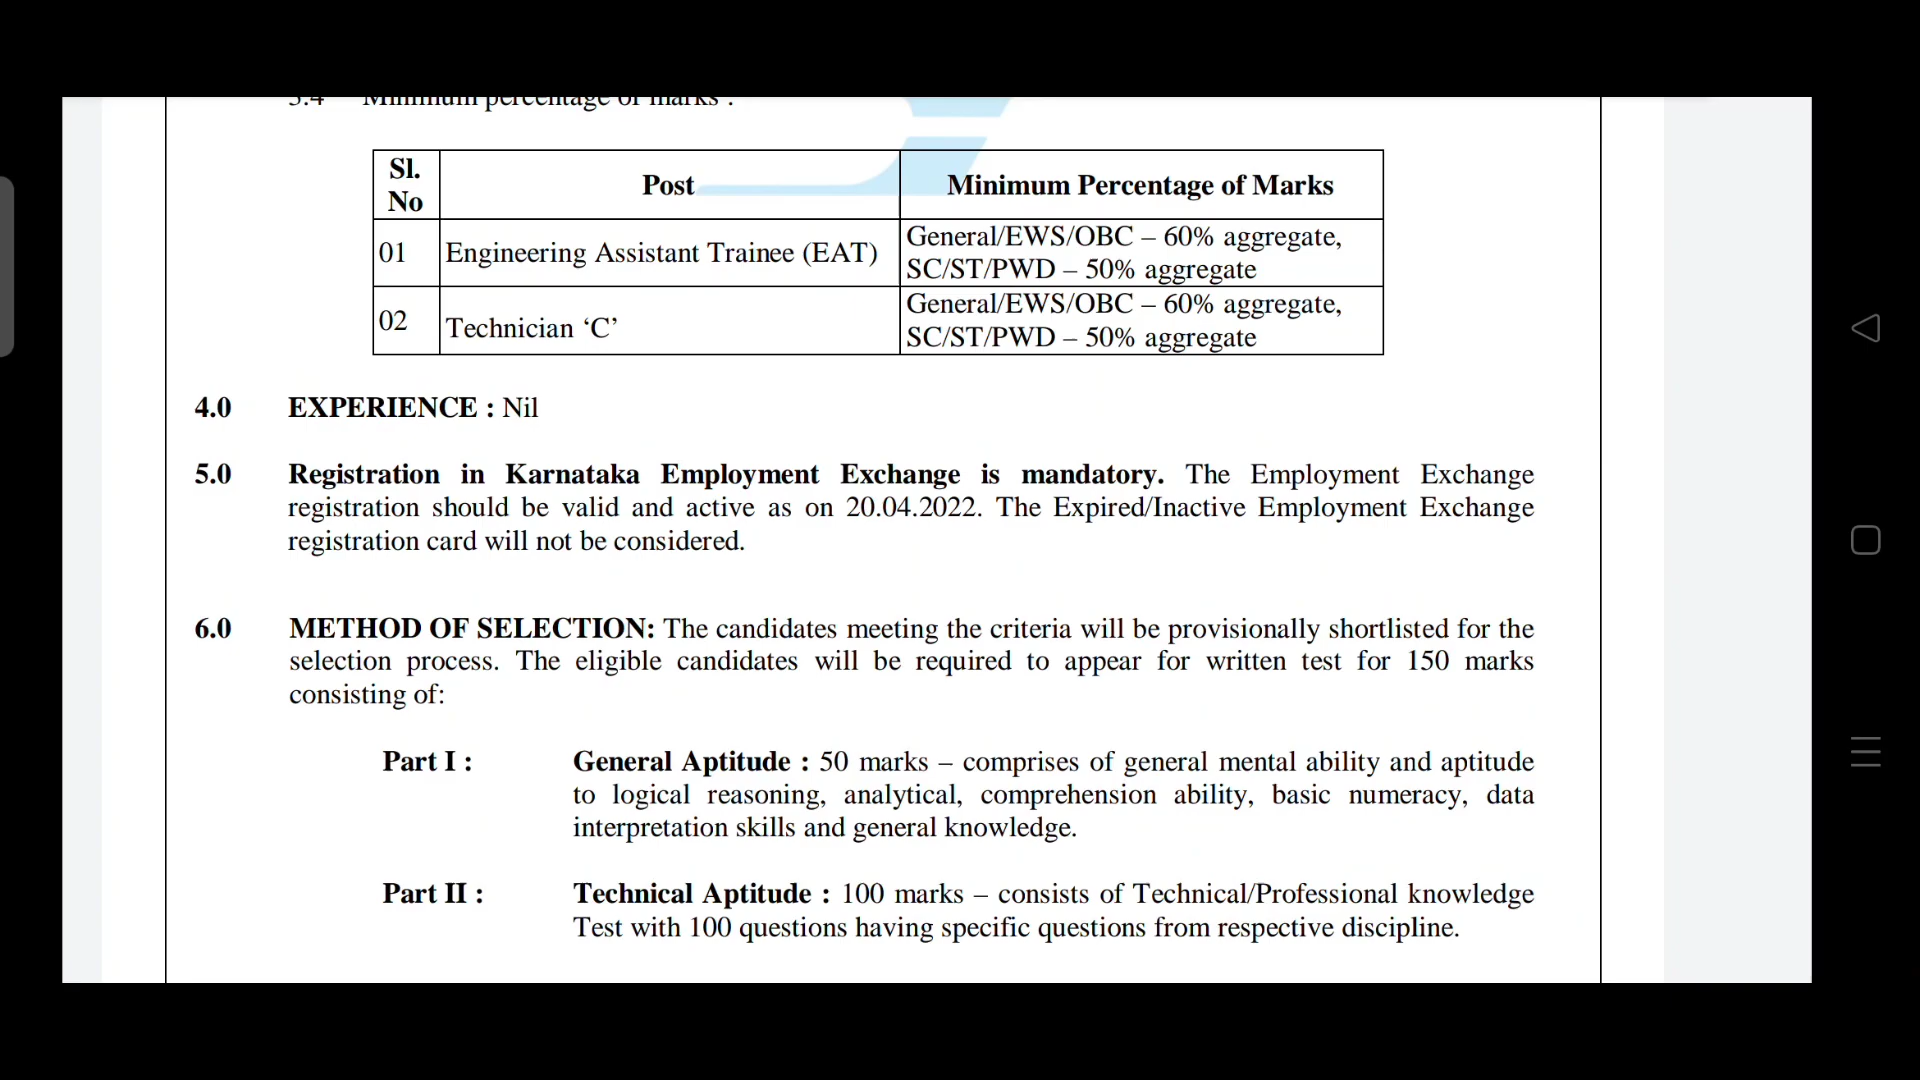 3.4 Minimum percentage of marks :
Sl. No Post Minimum Percentage of Marks
01 Engineering Assistant Trainee (EAT) General/EWS/OBC – 60% aggregate,
SC/ST/PWD – 50% aggregate
02 Technician ‘C’ General/EWS/OBC – 60% aggregate,
SC/ST/PWD – 50% aggregate
4.0 EXPERIENCE : Nil
5.0 Registration in Karnataka Employment Exchange is mandatory. The Employment Exchange
registration should be valid and active as on 20.04.2022. The Expired/Inactive Employment Exchange
registration card will not be considered.
6.0 METHOD OF SELECTION: The candidates meeting the criteria will be provisionally shortlisted for the
selection process. The eligible candidates will be required to appear for written test for 150 marks
consisting of:
Part I : General Aptitude : 50 marks – comprises of general mental ability and aptitude
to logical reasoning, analytical, comprehension ability, basic numeracy, data
interpretation skills and general knowledge.
Part II : Technical Aptitude : 100 marks – consists of Technical/Professional knowledge
Test with 100 questions having specific questions from respective discipline.